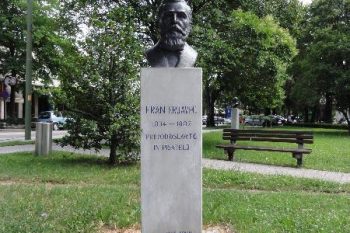 FRAN ERJAVEC
1834 — 1887
PRIRODOSLOVEC
IN PISATELJ